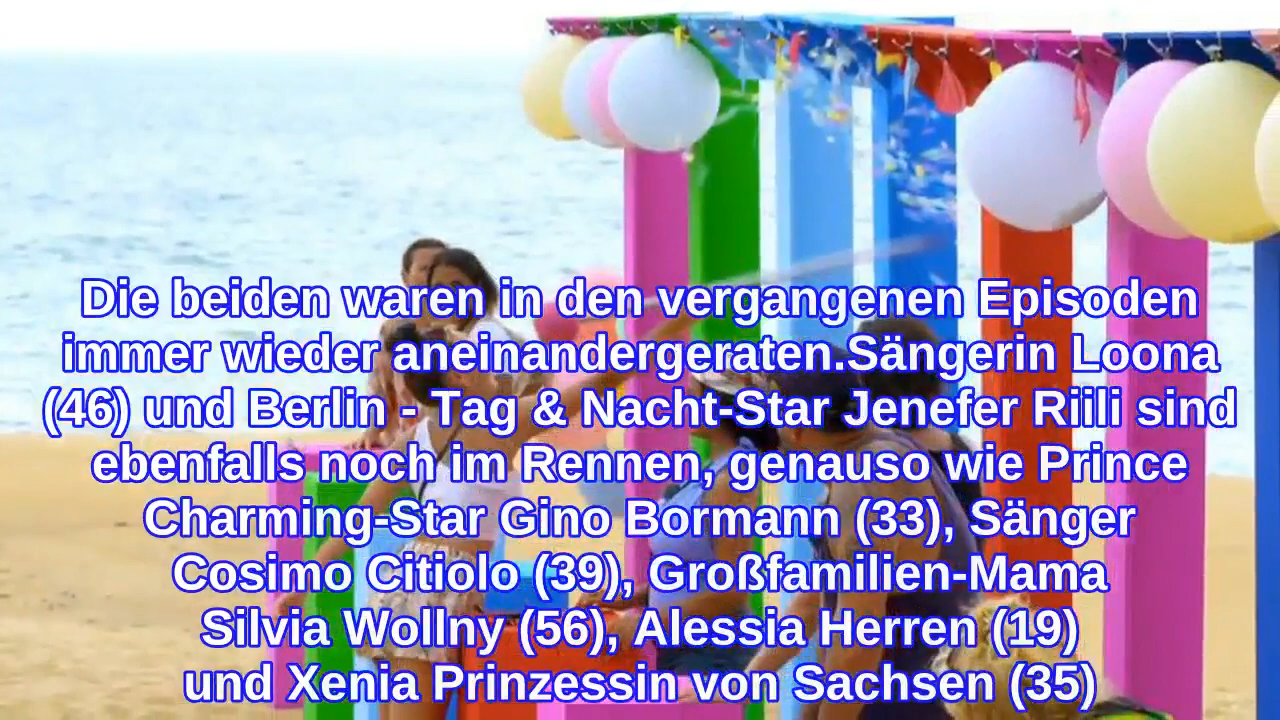 Die beiden waren in den vergangenen Episoden
immer wieder aneinandergeraten.Sängerin Loona
(46) und Berlin - Tag & Nacht-Star Jenefer Riili sind
ebenfalls noch im Rennen, genauso wie Prince
Charming-Star Gino Bormann (33), Sänger
Cosimo Citiolo (39), Großfamilien-Mama
Silvia Wollny (56), Alessia Herren (19)
und Xenia Prinzessin von Sachsen (35)